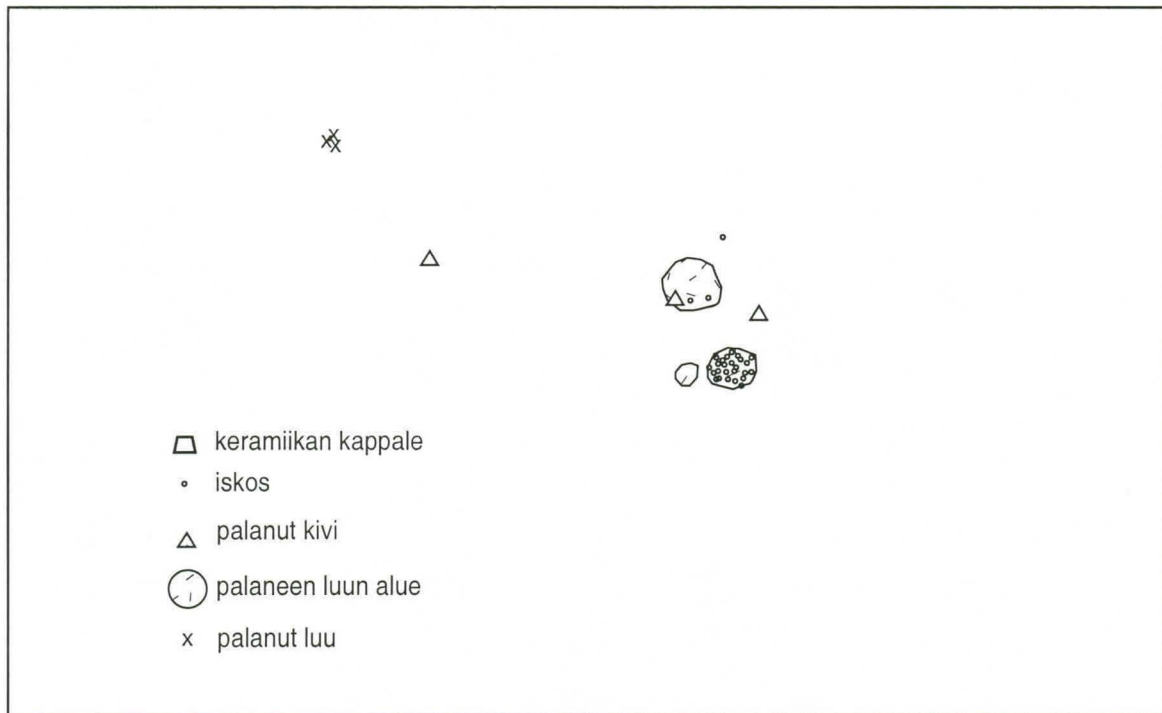 x
x
x
keramiikan kappale
iskos
palanut kivi
palaneen luun alue
x palanut luu